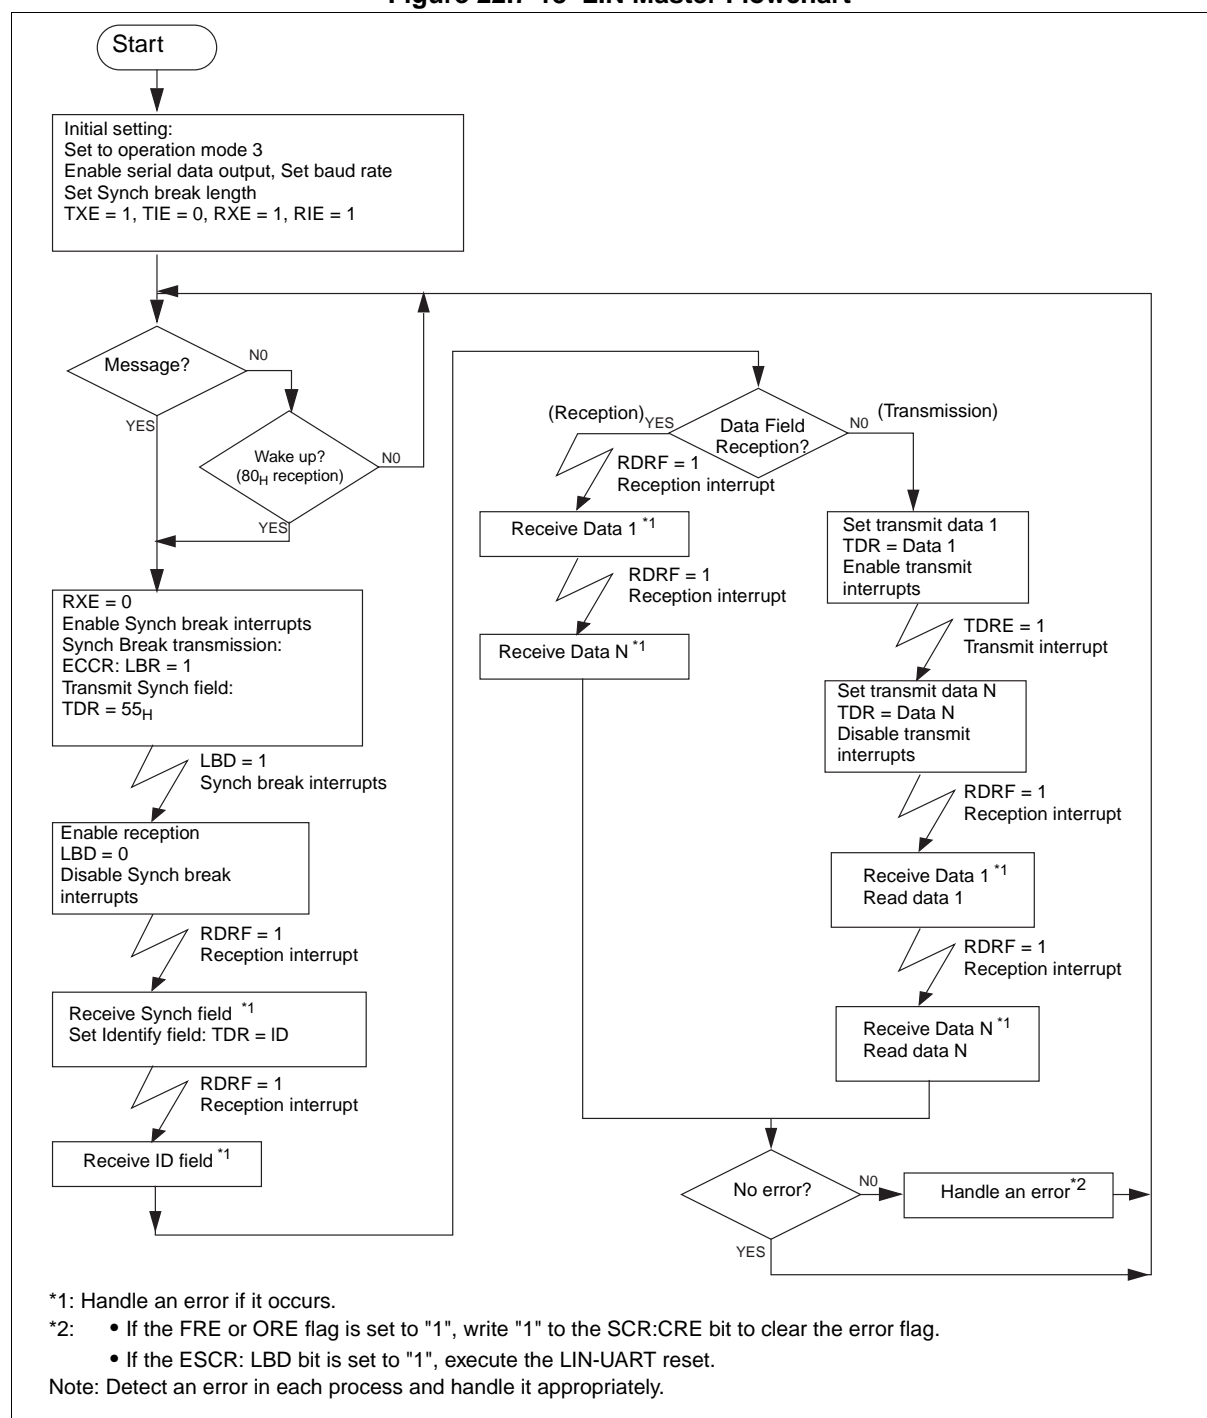 Start
Initial setting:
Set to operation mode 3
Enable serial data output, Set baud rate
Set Synch break length
TXE = 1, TIE = 0, RXE = 1, RIE = 1
Message?
N0
YES
Wake up?
(80H reception)
N0
YES
RXE = 0
Enable Synch break interrupts
Synch Break transmission:
ECCR: LBR = 1
Transmit Synch field:
TDR = 55H
LBD = 1
Synch break interrupts
Enable reception
LBD = 0
Disable Synch break
interrupts
RDRF = 1
Reception interrupt
Receive Synch field *1
Set Identify field: TDR = lD
RDRF = 1
Reception interrupt
Receive ID field *1
Data Field
Reception?
(Reception) YES
N0 (Transmission)
RDRF = 1
Reception interrupt
Receive Data 1 *1
RDRF = 1
Reception interrupt
Receive Data N *1
Set transmit data 1
TDR = Data 1
Enable transmit
interrupts
TDRE = 1
Transmit interrupt
Set transmit data N
TDR = Data N
Disable transmit
interrupts
RDRF = 1
Reception interrupt
Receive Data 1 *1
Read data 1
RDRF = 1
Reception interrupt
Receive Data N *1
Read data N
No error?
N0
YES
Handle an error*2
*1: Handle an error if it occurs.
*2: • If the FRE or ORE flag is set to "1", write "1" to the SCR:CRE bit to clear the error flag.
• If the ESCR: LBD bit is set to "1", execute the LIN-UART reset.
Note: Detect an error in each process and handle it appropriately.